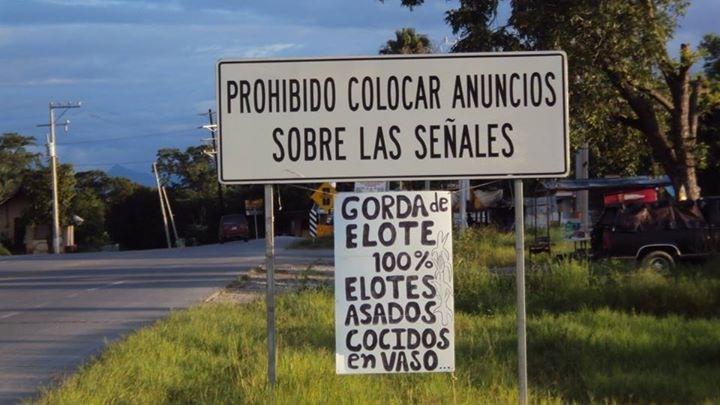 PROHIBIDO COLOCAR ANUNCIOS
SOBRE LAS SEÑALES
GORDA de
ELOTE
100%
ELOTES
ASADOS
COCIDOS
en VASO...